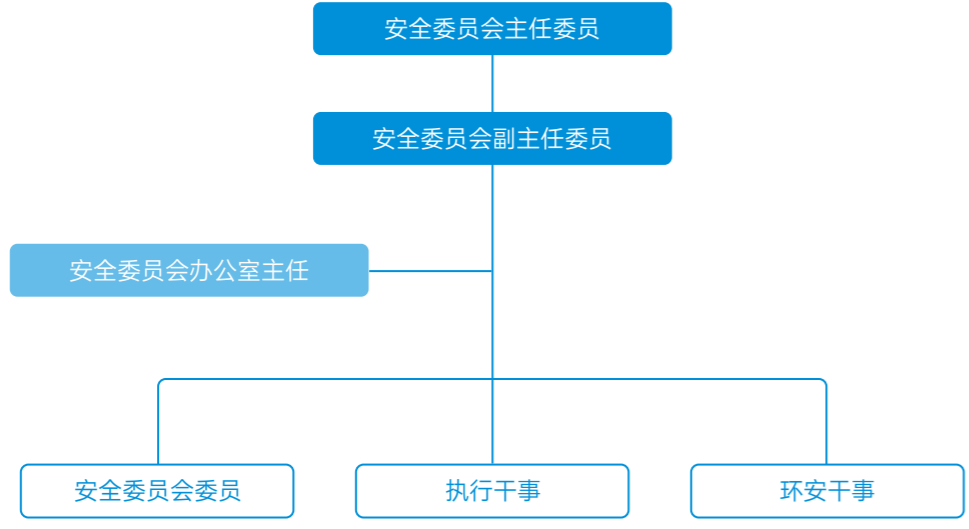 安全委员会主任委员
安全委员会副主任委员
安全委员会办公室主任
安全委员会委员
执行干事
环安干事